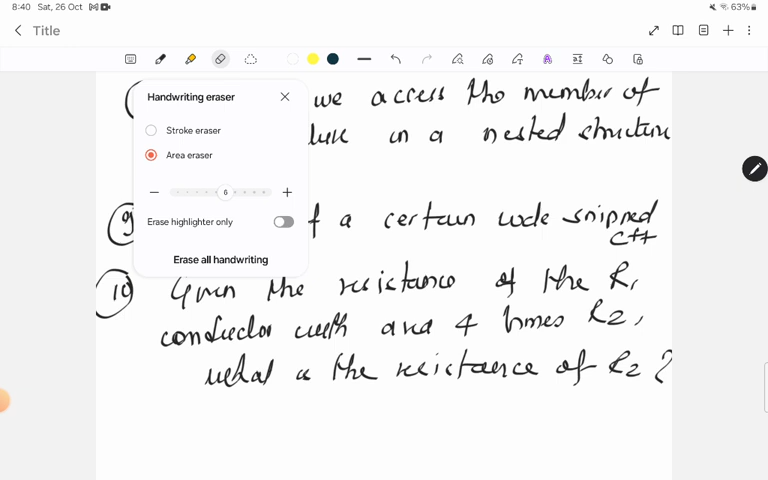 8:40 Sat, 26 Oct
63%
Title
Handwriting eraser
Stroke eraser
Area eraser
6
Erase highlighter only
Erase all handwriting
we access the member of
in a nested structure
9) f a certain code snipped
C++
10) Given the resistance of the R1
conductor with area 4 times R2,
what is the reistance of R2?